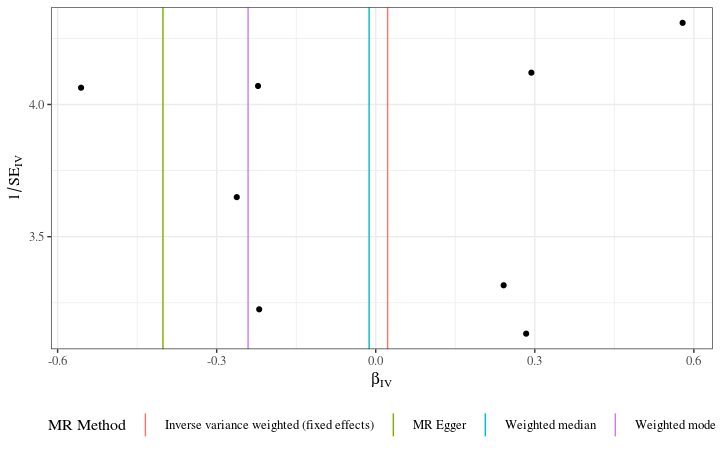 4.0
3.5
1/SE_IV
-0.6 -0.3 0.0 0.3 0.6
β_IV
MR Method Inverse variance weighted (fixed effects) MR Egger Weighted median Weighted mode